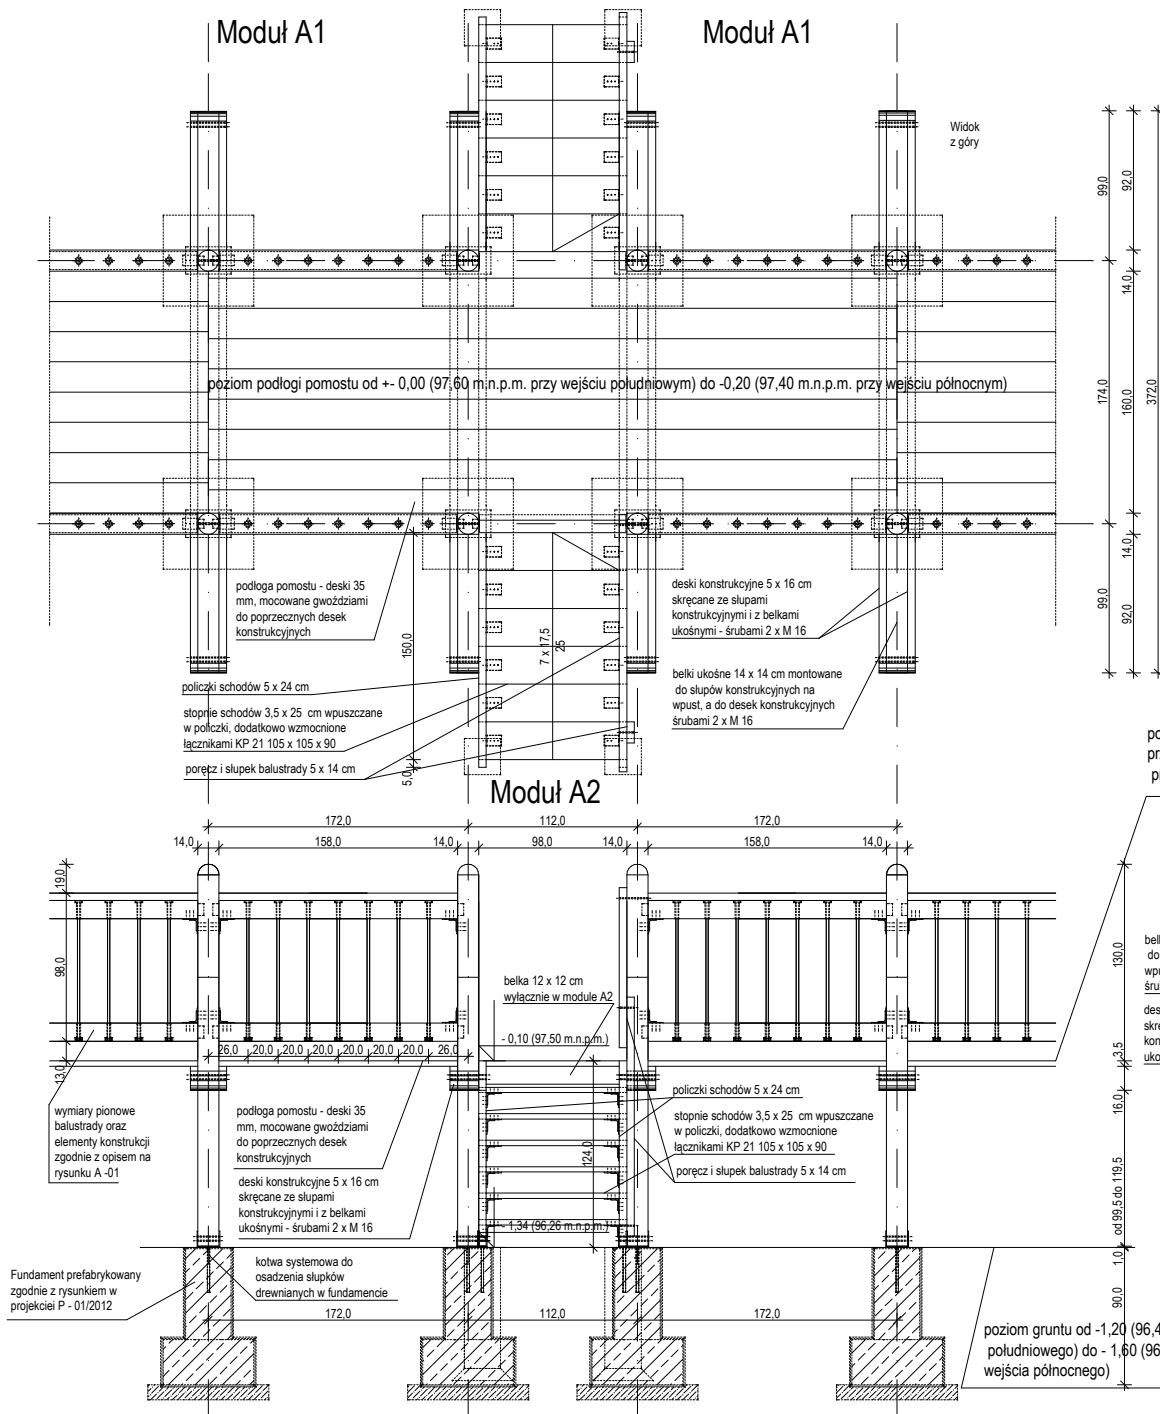 Moduł A1
Moduł A1
Widok
z góry
99,0
92,0
14,0
174,0
160,0
372,0
14,0
99,0
92,0
poziom podłogi pomostu od +- 0,00 (97,60 m.n.p.m. przy wejściu południowym) do -0,20 (97,40 m.n.p.m. przy wejściu północnym)
podłoga pomostu - deski 35
mm, mocowane gwoździami
do poprzecznych desek
konstrukcyjnych
150,0
5,0
7 x 17,5
25
deski konstrukcyjne 5 x 16 cm
skręcane ze słupami
konstrukcyjnymi i z belkami
ukośnymi - śrubami 2 x M 16
policzki schodów 5 x 24 cm
stopnie schodów 3,5 x 25 cm wpuszczane
w policzki, dodatkowo wzmocnione
łącznikami KP 21 105 x 105 x 90
poręcz i słupek balustrady 5 x 14 cm
belki ukośne 14 x 14 cm montowane
do słupów konstrukcyjnych na
wpust, a do desek konstrukcyjnych
śrubami 2 x M 16
Moduł A2
172,0
112,0
172,0
14,0
158,0
14,0
98,0
14,0
158,0
14,0
19,0
98,0
13,0
26,0
20,0
20,0
20,0
20,0
20,0
20,0
26,0
belka 12 x 12 cm
wyłącznie w module A2
- 0,10 (97,50 m.n.p.m.)
124,0
- 1,34 (96,26 m.n.p.m.)
wymiary pionowe
balustrady oraz
elementy konstrukcji
zgodnie z opisem na
rysunku A -01
podłoga pomostu - deski 35
mm, mocowane gwoździami
do poprzecznych desek
konstrukcyjnych
deski konstrukcyjne 5 x 16 cm
skręcane ze słupami
konstrukcyjnymi i z belkami
ukośnymi - śrubami 2 x M 16
policzki schodów 5 x 24 cm
stopnie schodów 3,5 x 25 cm wpuszczane
w policzki, dodatkowo wzmocnione
łącznikami KP 21 105 x 105 x 90
poręcz i słupek balustrady 5 x 14 cm
130,0
3,5
16,0
od 99,5 do 119,5
1,0
90,0
Fundament prefabrykowany
zgodnie z rysunkiem w
projekciei P - 01/2012
kotwa systemowa do
osadzenia słupków
drewnianych w fundamencie
172,0
112,0
172,0
poziom gruntu od -1,20 (96,4
południowego) do - 1,60 (96
wejścia północnego)